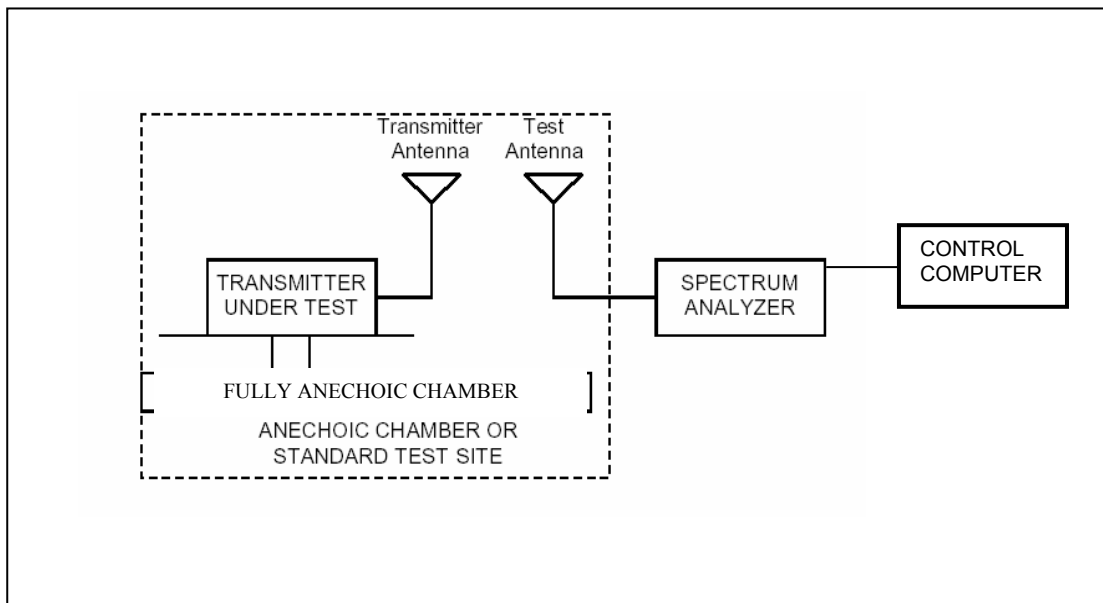 Transmitter
Antenna
Test
Antenna
TRANSMITTER
UNDER TEST
SPECTRUM
ANALYZER
CONTROL
COMPUTER
FULLY ANECHOIC CHAMBER
ANECHOIC CHAMBER OR
STANDARD TEST SITE